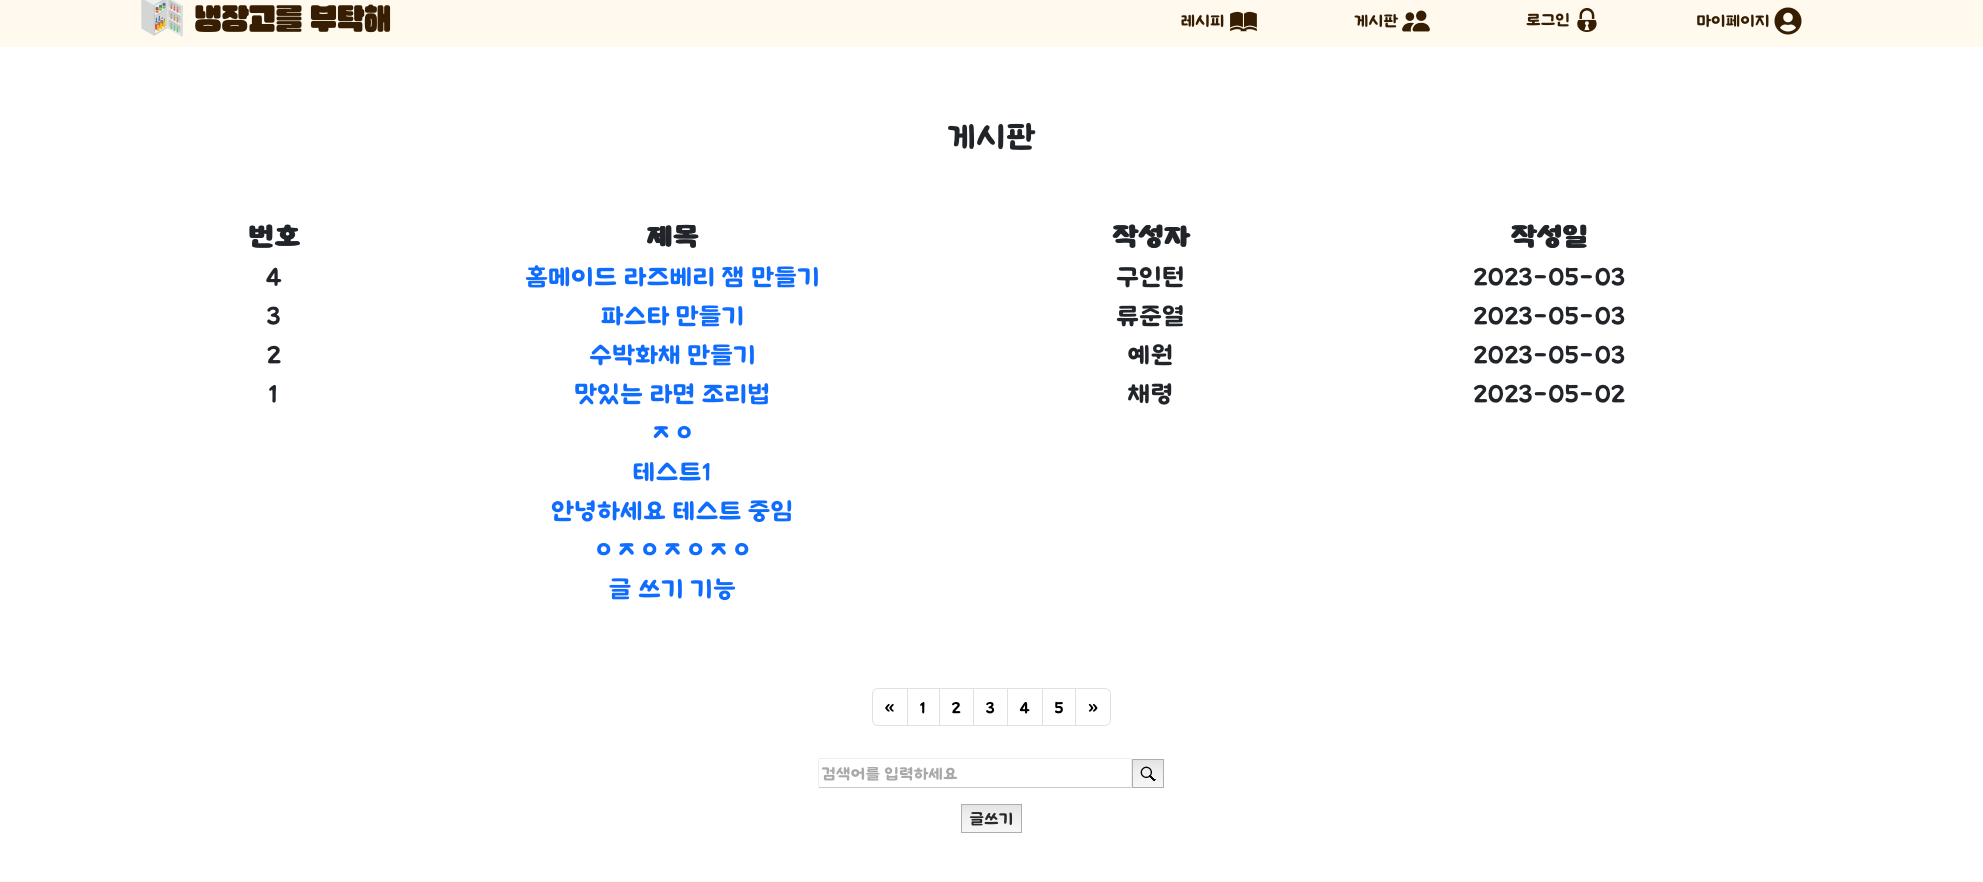 냉장고를 부탁해 레시피 게시판 로그인 마이페이지
게시판
번호 제목 작성자 작성일
4 홈메이드 라즈베리 잼 만들기 구인턴 2023-05-03
3 파스타 만들기 류준열 2023-05-03
2 수박화채 만들기 예원 2023-05-03
1 맛있는 라면 조리법 채령 2023-05-02
ㅈㅇ
테스트1
안녕하세요 테스트 중임
ㅇㅈㅇㅈㅇㅈㅇ
글 쓰기 기능
« 1 2 3 4 5 »
검색어를 입력하세요
글쓰기